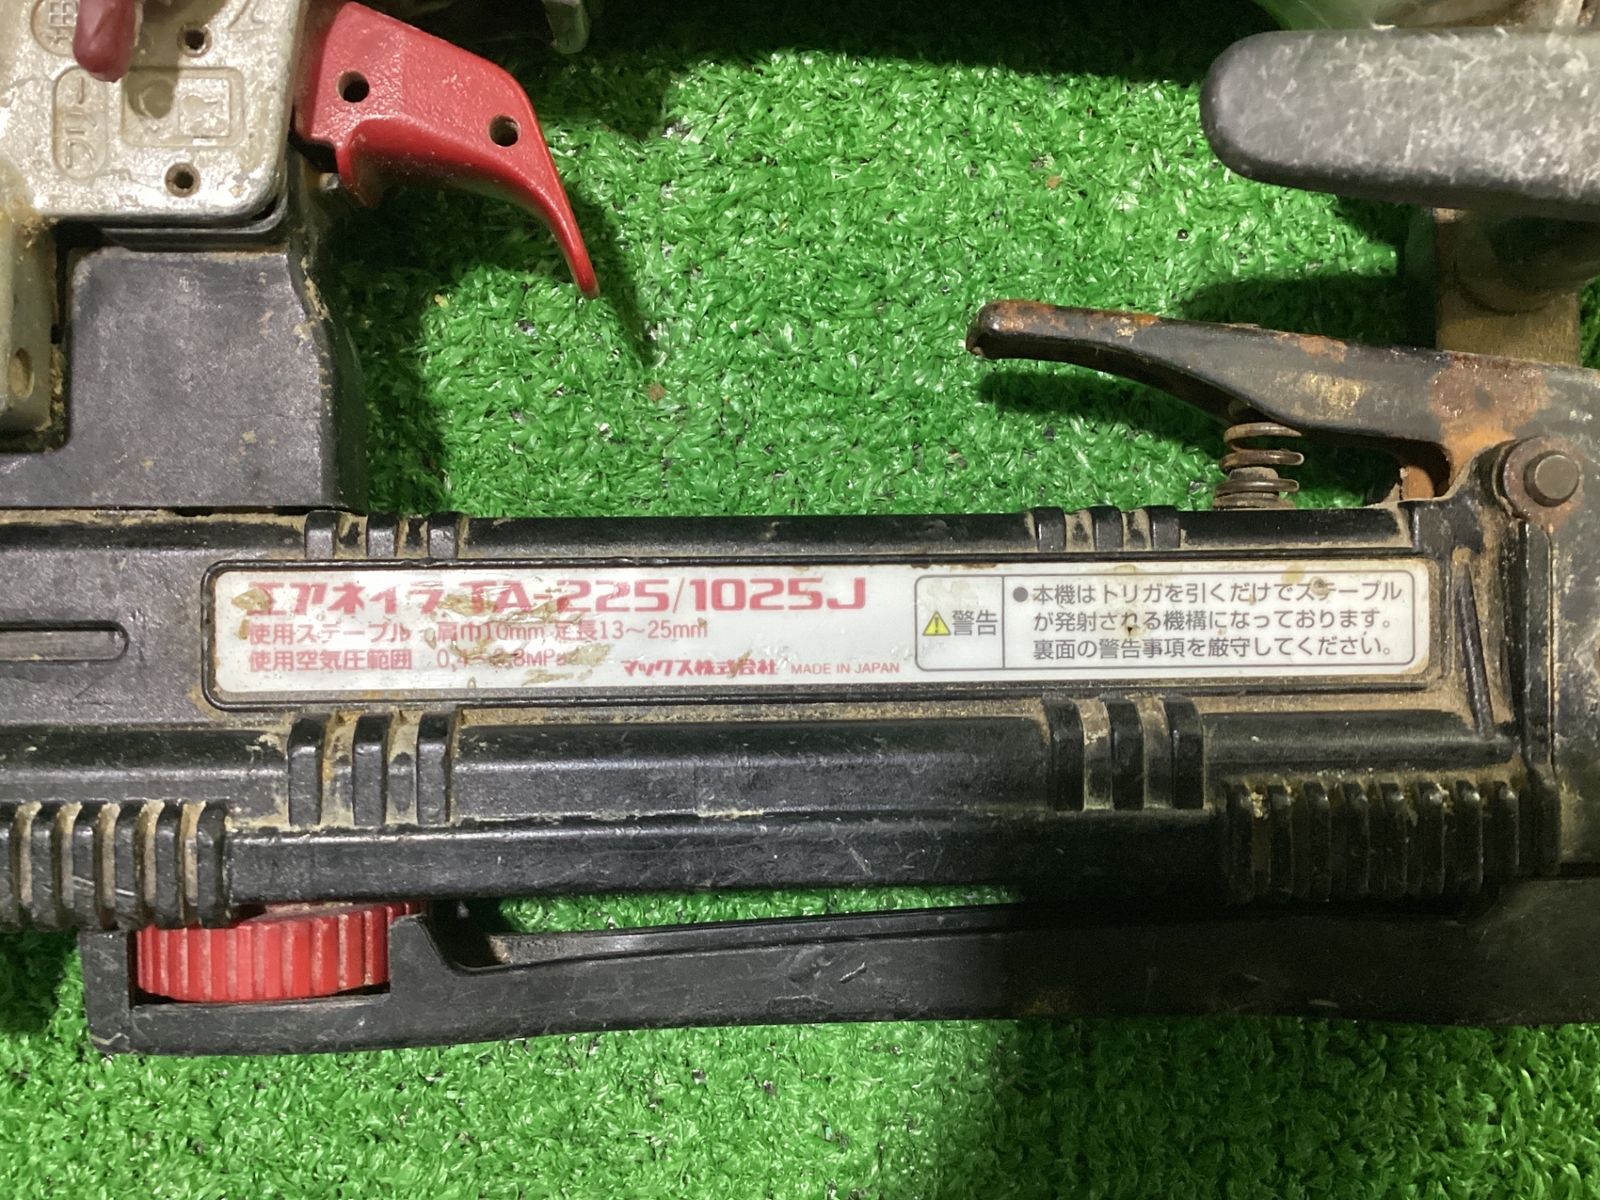 エアネイラ TA-225/1025J
使用ステープル 肩巾10mm 足長13〜25mm
使用空気圧範囲 0.4〜0.8MPa
マックス株式会社 MADE IN JAPAN
警告
●本機はトリガを引くだけでステープル
が発射される機構になっております。
裏面の警告事項を厳守してください。